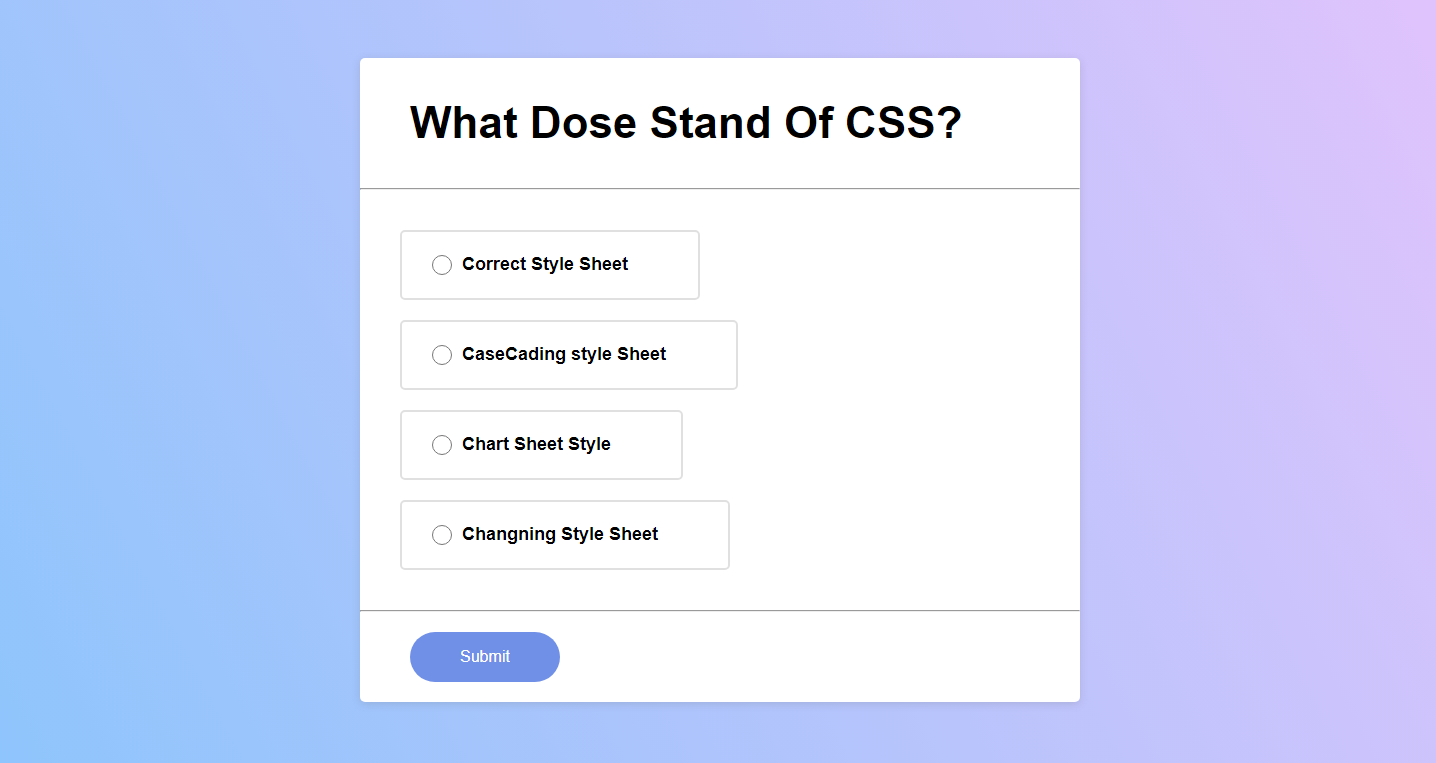 What Dose Stand Of CSS?
Correct Style Sheet
CaseCading style Sheet
Chart Sheet Style
Changning Style Sheet
Submit